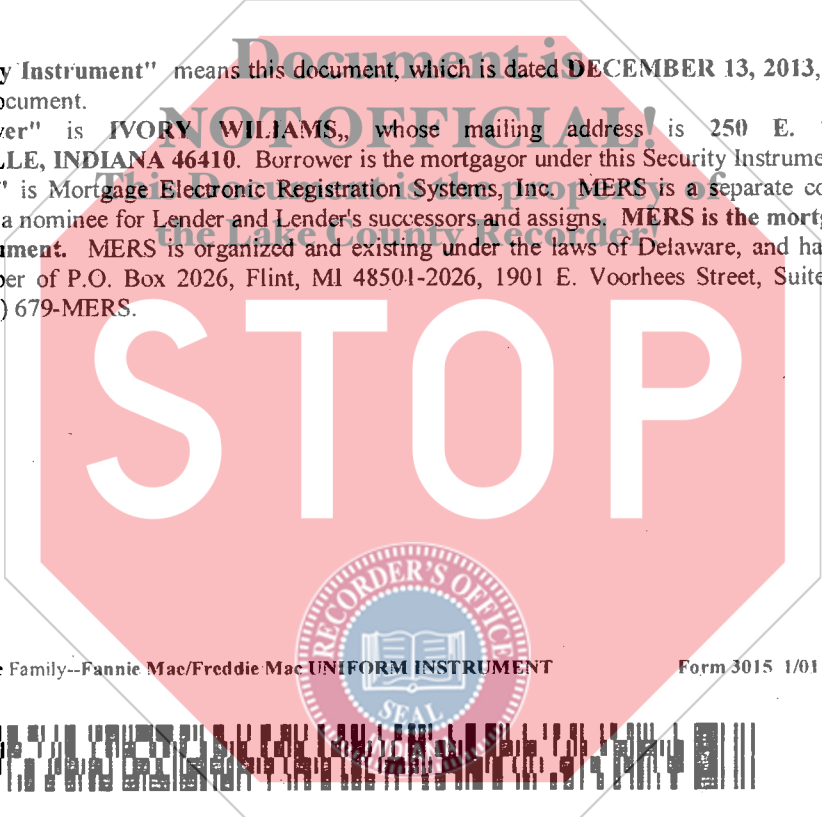 Document is
NOT OFFICIAL!
This Document is the property of
the Lake County Recorder!
y Instrument" means this document, which is dated DECEMBER 13, 2013,
ocument.
er" is IVORY WILIAMS,, whose mailing address is 250 E.
LLE, INDIANA 46410. Borrower is the mortgagor under this Security Instrume
" is Mortgage Electronic Registration Systems, Inc. MERS is a separate co
a nominee for Lender and Lender's successors and assigns. MERS is the mortg
ument. MERS is organized and existing under the laws of Delaware, and ha
er of P.O. Box 2026, Flint, MI 48501-2026, 1901 E. Voorhees Street, Suite
) 679-MERS.
STOP
RECORDER'S OFFICE
SEAL
INDIANA
Family--Fannie Mae/Freddie Mac UNIFORM INSTRUMENT Form 3015 1/01